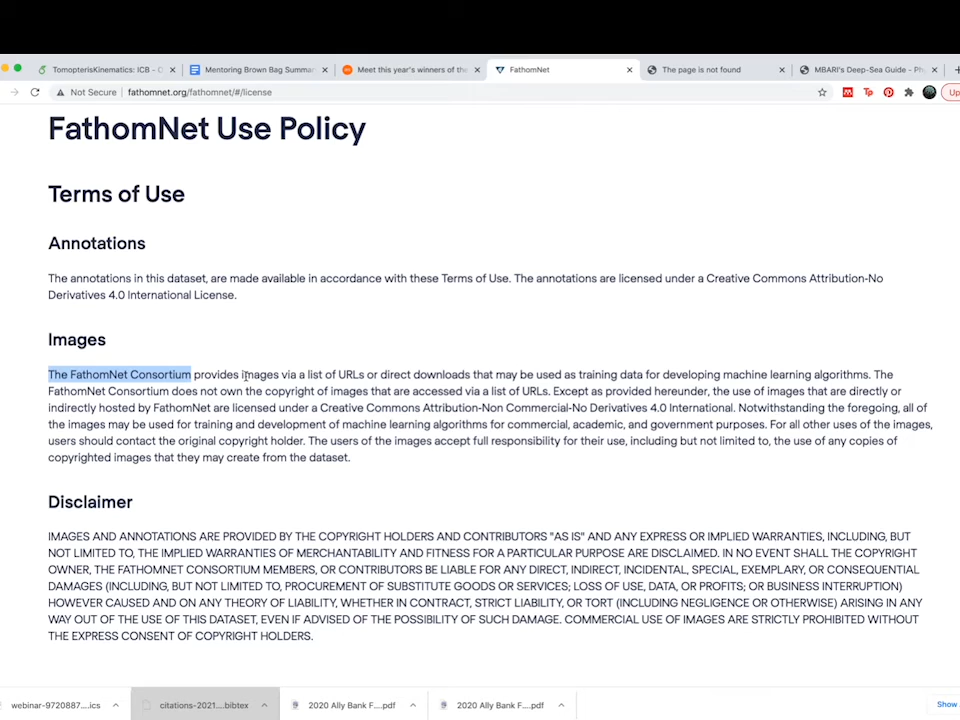 TomopterisKinematics: ICB - O
Mentoring Brown Bag Summar
Meet this year's winners of the
FathomNet
The page is not found
MBARI's Deep-Sea Guide - Ph
Not Secure | fathomnet.org/fathomnet/#/license
Up
FathomNet Use Policy
Terms of Use
Annotations
The annotations in this dataset, are made available in accordance with these Terms of Use. The annotations are licensed under a Creative Commons Attribution-No
Derivatives 4.0 International License.
Images
The FathomNet Consortium provides images via a list of URLs or direct downloads that may be used as training data for developing machine learning algorithms. The
FathomNet Consortium does not own the copyright of images that are accessed via a list of URLs. Except as provided hereunder, the use of images that are directly or
indirectly hosted by FathomNet are licensed under a Creative Commons Attribution-Non Commercial-No Derivatives 4.0 International. Notwithstanding the foregoing, all of
the images may be used for training and development of machine learning algorithms for commercial, academic, and government purposes. For all other uses of the images,
users should contact the original copyright holder. The users of the images accept full responsibility for their use, including but not limited to, the use of any copies of
copyrighted images that they may create from the dataset.
Disclaimer
IMAGES AND ANNOTATIONS ARE PROVIDED BY THE COPYRIGHT HOLDERS AND CONTRIBUTORS "AS IS" AND ANY EXPRESS OR IMPLIED WARRANTIES, INCLUDING, BUT
NOT LIMITED TO, THE IMPLIED WARRANTIES OF MERCHANTABILITY AND FITNESS FOR A PARTICULAR PURPOSE ARE DISCLAIMED. IN NO EVENT SHALL THE COPYRIGHT
OWNER, THE FATHOMNET CONSORTIUM MEMBERS, OR CONTRIBUTORS BE LIABLE FOR ANY DIRECT, INDIRECT, INCIDENTAL, SPECIAL, EXEMPLARY, OR CONSEQUENTIAL
DAMAGES (INCLUDING, BUT NOT LIMITED TO, PROCUREMENT OF SUBSTITUTE GOODS OR SERVICES; LOSS OF USE, DATA, OR PROFITS; OR BUSINESS INTERRUPTION)
HOWEVER CAUSED AND ON ANY THEORY OF LIABILITY, WHETHER IN CONTRACT, STRICT LIABILITY, OR TORT (INCLUDING NEGLIGENCE OR OTHERWISE) ARISING IN ANY
WAY OUT OF THE USE OF THIS DATASET, EVEN IF ADVISED OF THE POSSIBILITY OF SUCH DAMAGE. COMMERCIAL USE OF IMAGES ARE STRICTLY PROHIBITED WITHOUT
THE EXPRESS CONSENT OF COPYRIGHT HOLDERS.
webinar-9720887....ics
citations-2021....bibtex
2020 Ally Bank F....pdf
2020 Ally Bank F....pdf
Show